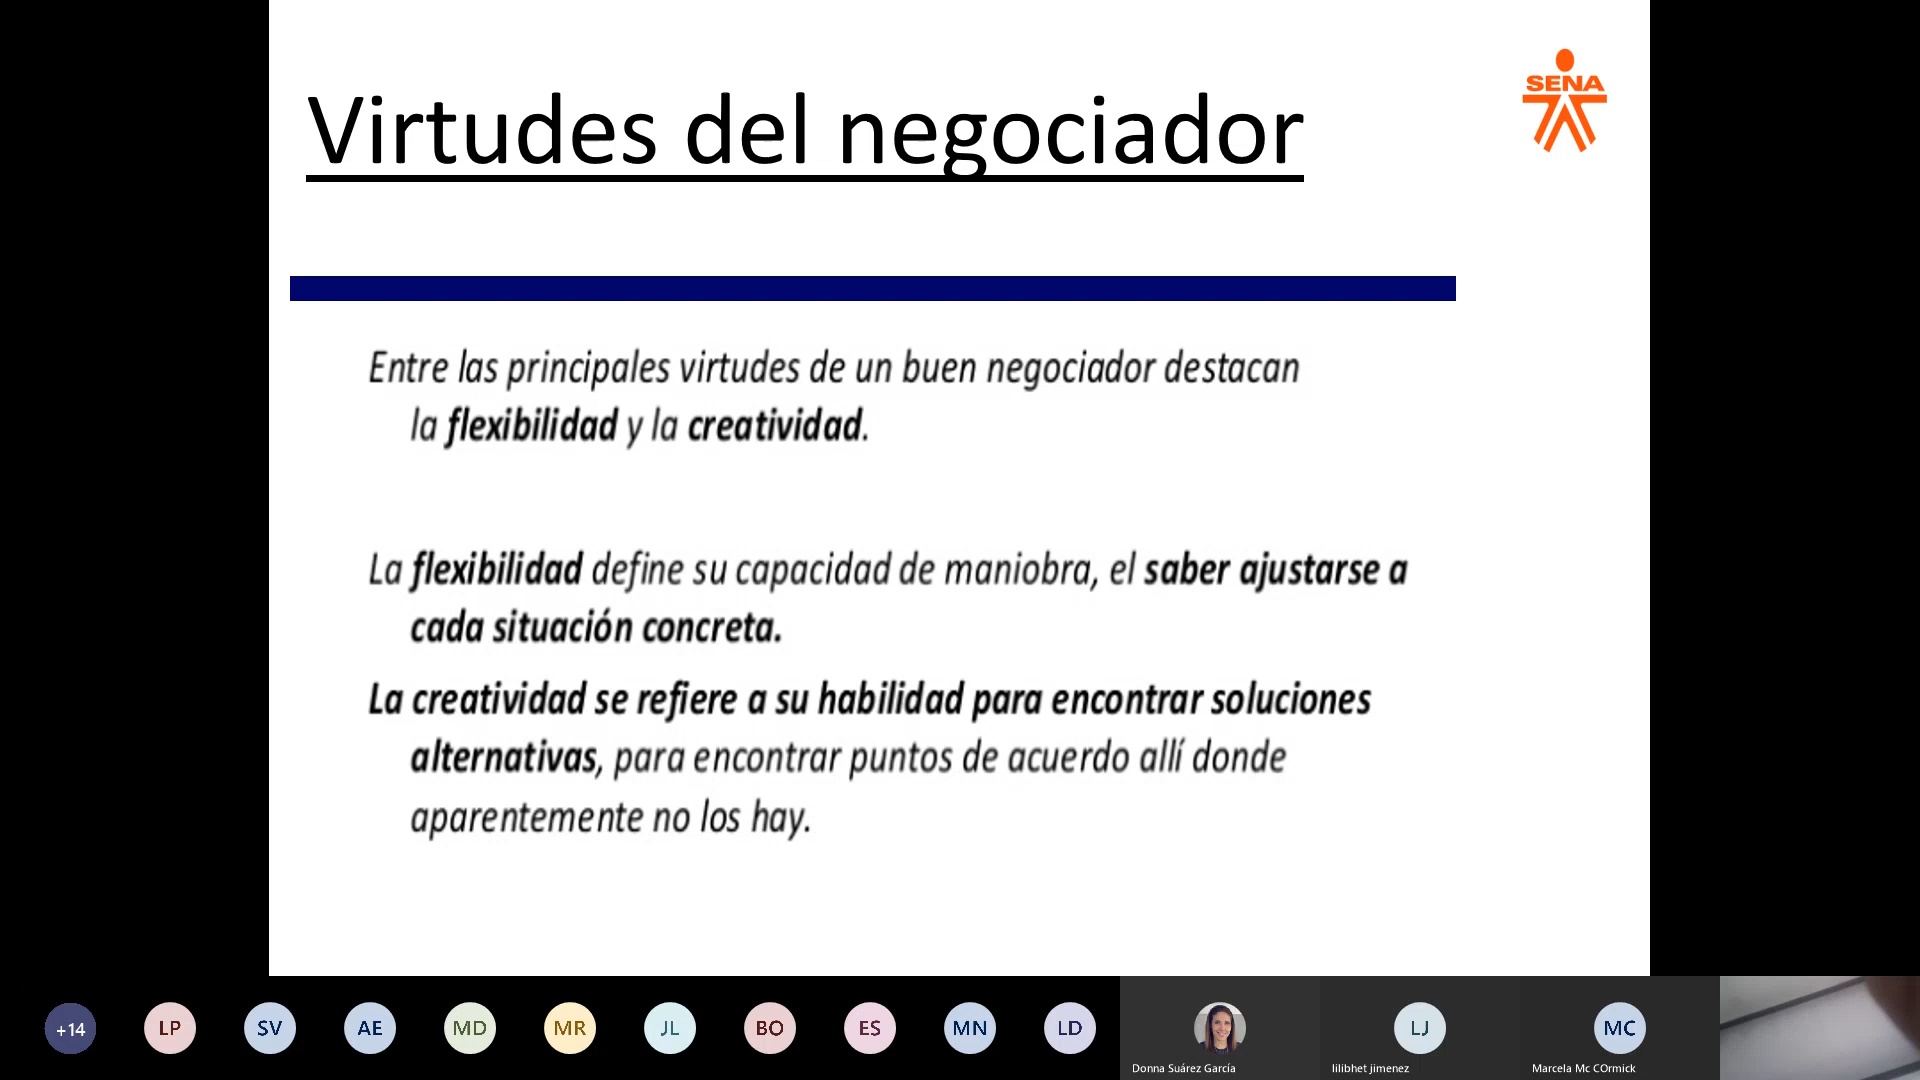 Virtudes del negociador
SENA
Entre las principales virtudes de un buen negociador destacan
la flexibilidad y la creatividad.
La flexibilidad define su capacidad de maniobra, el saber ajustarse a
cada situación concreta.
La creatividad se refiere a su habilidad para encontrar soluciones
alternativas, para encontrar puntos de acuerdo allí donde
aparentemente no los hay.
+14 LP SV AE MD MR JL BO ES MN LD LJ MC
Donna Suárez García lilibhet jimenez Marcela Mc COrmick